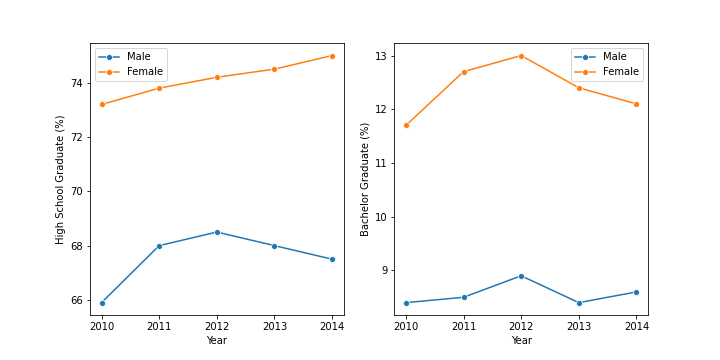 Male
Female
High School Graduate (%)
74
72
70
68
66
2010 2011 2012 2013 2014
Year
Male
Female
Bachelor Graduate (%)
13
12
11
10
9
2010 2011 2012 2013 2014
Year